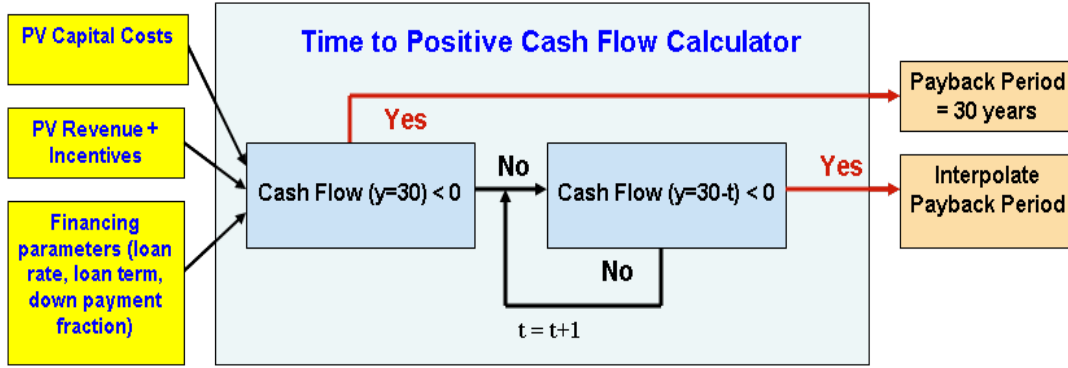 Time to Positive Cash Flow Calculator
PV Capital Costs
PV Revenue +
Incentives
Financing
parameters (loan
rate, loan term,
down payment
fraction)
Cash Flow (y=30) < 0
Yes
No
Cash Flow (y=30-t) < 0
No
t = t+1
Yes
Payback Period
= 30 years
Interpolate
Payback Period